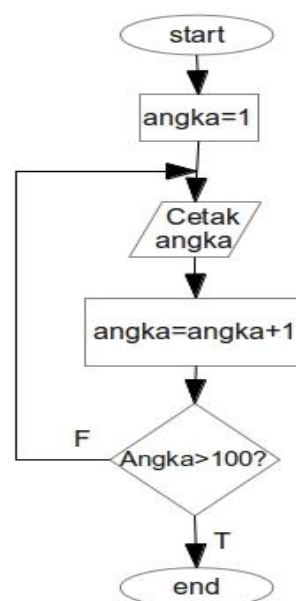 start
angka=1
Cetak
angka
angka=angka+1
Angka>100?
F
T
end